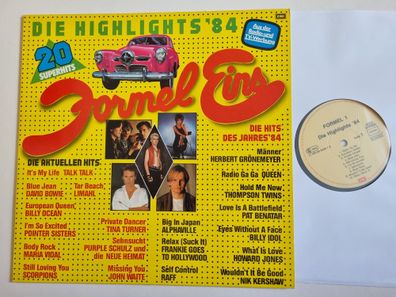 DIE HIGHLIGHTS '84
EMI
20
SUPERHITS
Aus der
Radio- und
TV-Werbung
Formel Eins
DIE HITS
DES JAHRES '84
DIE AKTUELLEN HITS
It's My Life TALK TALK
Blue Jean
DAVID BOWIE
Tar Beach
LIMAHL
European Queen
BILLY OCEAN
I'm So Excited
POINTER SISTERS
Body Rock
MARIA VIDAL
Still Loving You
SCORPIONS
Private Dancer
TINA TURNER
Sehnsucht
PURPLE SCHULZ und
die NEUE HEIMAT
Missing You
JOHN WAITE
Big In Japan
ALPHAVILLE
Relax (Suck It)
FRANKIE GOES
TO HOLLYWOOD
Self Control
RAFF
Männer
HERBERT GRÖNEMEYER
Radio Ga Ga QUEEN
Hold Me Now
THOMPSON TWINS
Love Is A Battlefield
PAT BENATAR
Eyes Without A Face
BILLY IDOL
What Is Love
HOWARD JONES
Wouldn't It Be Good
NIK KERSHAW
FORMEL 1
Die Highlights '84